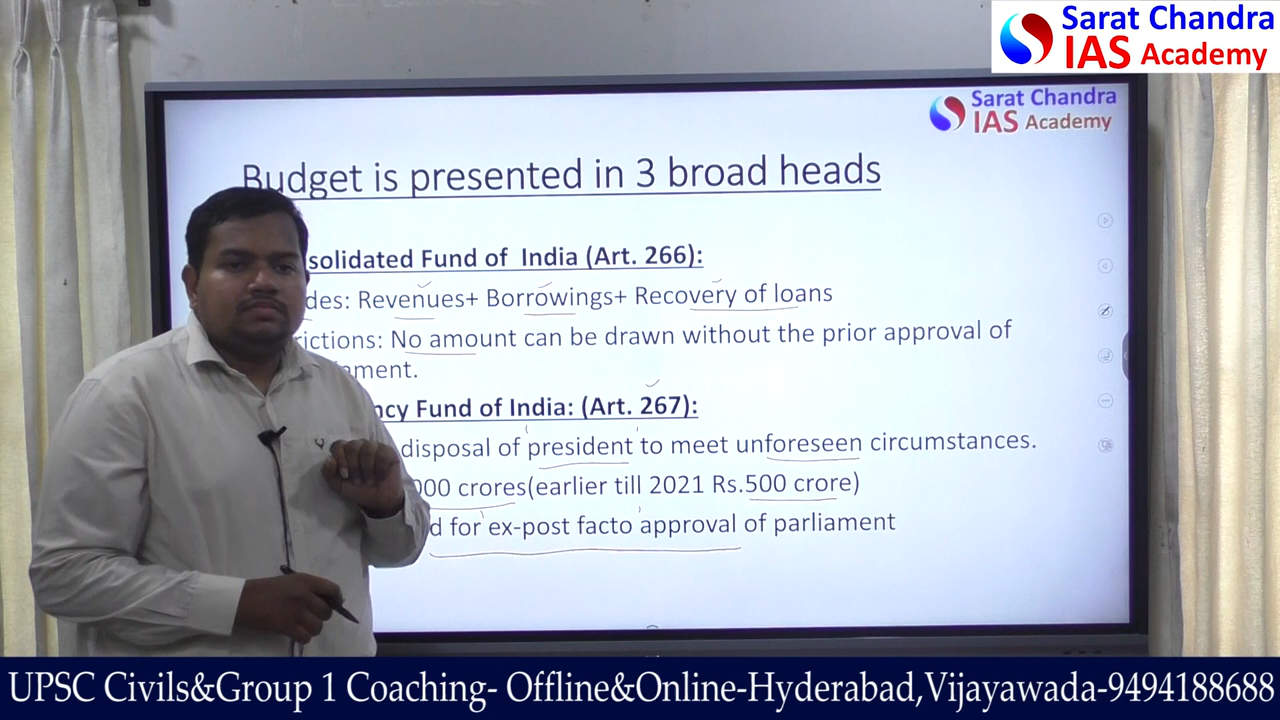 Sarat Chandra
IAS Academy
Sarat Chandra
IAS Academy
Budget is presented in 3 broad heads
solidated Fund of India (Art. 266):
des: Revenues+ Borrowings+ Recovery of loans
rictions: No amount can be drawn without the prior approval of
ment.
ncy Fund of India: (Art. 267):
disposal of president to meet unforeseen circumstances.
000 crores(earlier till 2021 Rs.500 crore)
d for ex-post facto approval of parliament
UPSC Civils&Group 1 Coaching- Offline&Online-Hyderabad,Vijayawada-9494188688